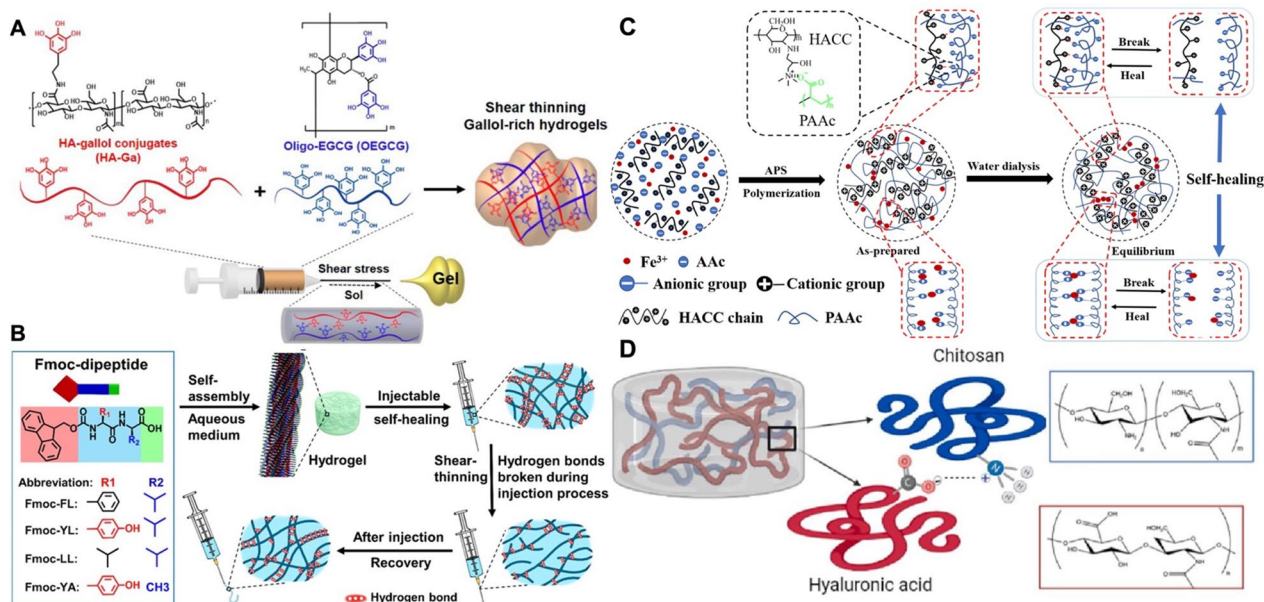 A
HA-gallol conjugates
(HA-Ga)
+
Oligo-EGCG (OEGCG)
Shear thinning
Gallol-rich hydrogels
Shear stress
Sol
Gel
B
Fmoc-dipeptide
Abbreviation: R1 R2
Fmoc-FL:
Fmoc-YL: OH
Fmoc-LL:
Fmoc-YA: OH CH3
Self-
assembly
Aqueous
medium
Hydrogel
Injectable
self-healing
Shear-
thinning
Hydrogen bonds
broken during
injection process
After injection
Recovery
Hydrogen bond
C
HACC
PAAc
APS
Polymerization
As-prepared
Water dialysis
Equilibrium
Break
Heal
Self-healing
Break
Heal
Fe³⁺ AAc
Anionic group Cationic group
HACC chain PAAc
D
Chitosan
Hyaluronic acid